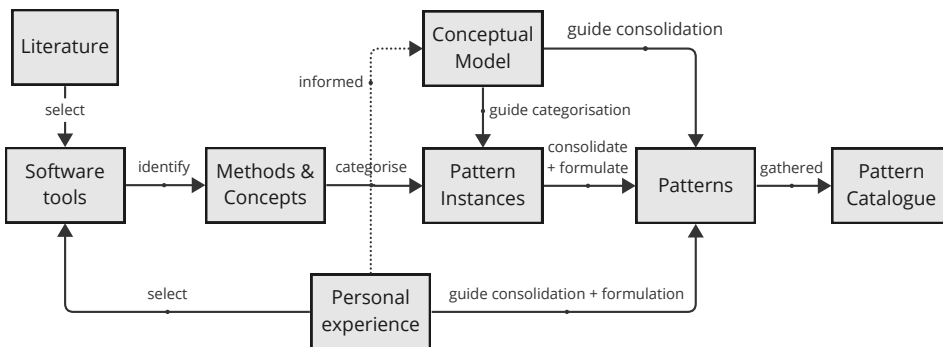 Literature
Conceptual
Model
guide consolidation
informed
select
guide categorisation
Software
tools
identify
Methods &
Concepts
categorise
Pattern
Instances
consolidate
+ formulate
Patterns
gathered
Pattern
Catalogue
select
Personal
experience
guide consolidation + formulation